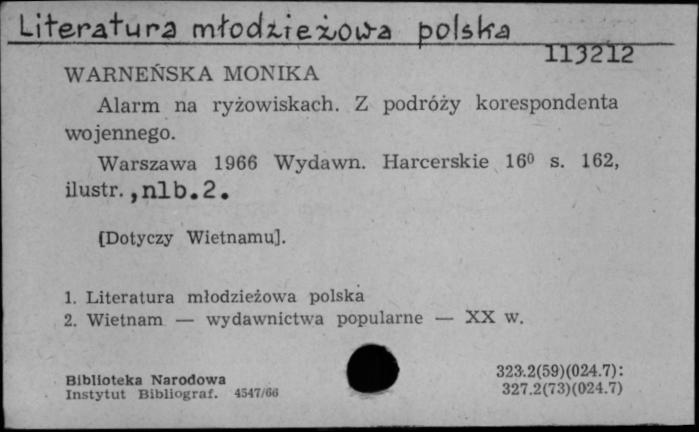 Literatura młodzieżowa polska
113212
WARNEŃSKA MONIKA
Alarm na ryżowiskach. Z podróży korespondenta
wojennego.
Warszawa 1966 Wydawn. Harcerskie 16⁰ s. 162,
ilustr.,nlb.2.
[Dotyczy Wietnamu].
1. Literatura młodzieżowa polska
2. Wietnam — wydawnictwa popularne — XX w.
Biblioteka Narodowa
Instytut Bibliograf. 4547/66
323.2(59)(024.7):
327.2(73)(024.7)